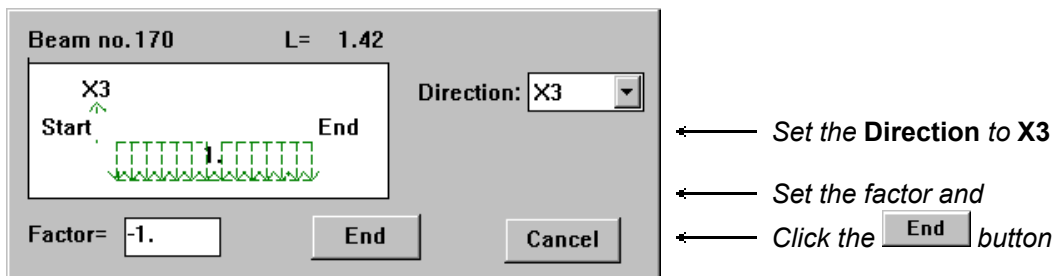 Beam no.170 L= 1.42
X3
Direction: X3
Start End
1.
Set the Direction to X3
Set the factor and
Factor= -1. End Cancel
Click the End button